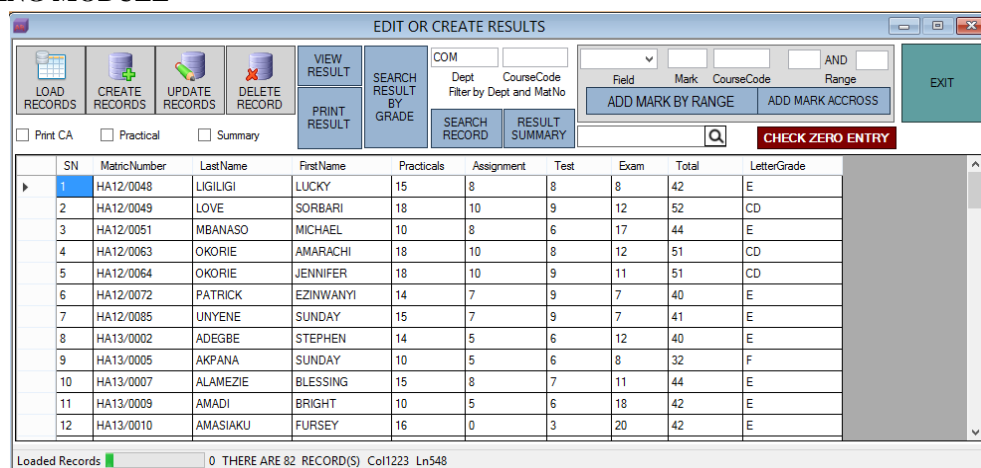 EDIT OR CREATE RESULTS
LOAD RECORDS CREATE RECORDS UPDATE RECORDS DELETE RECORD
VIEW RESULT
PRINT RESULT
SEARCH RESULT BY GRADE
COM
Dept CourseCode
Filter by Dept and MatNo
SEARCH RECORD RESULT SUMMARY
AND
Field Mark CourseCode Range
ADD MARK BY RANGE ADD MARK ACCROSS
EXIT
Print CA Practical Summary
CHECK ZERO ENTRY
SN MatricNumber LastName FirstName Practicals Assignment Test Exam Total LetterGrade
1 HA12/0048 LIGILIGI LUCKY 15 8 8 8 42 E
2 HA12/0049 LOVE SORBARI 18 10 9 12 52 CD
3 HA12/0051 MBANASO MICHAEL 10 8 6 17 44 E
4 HA12/0063 OKORIE AMARACHI 18 10 8 12 51 CD
5 HA12/0064 OKORIE JENNIFER 18 10 9 11 51 CD
6 HA12/0072 PATRICK EZINWANYI 14 7 9 7 40 E
7 HA12/0085 UNYENE SUNDAY 15 7 9 7 41 E
8 HA13/0002 ADEGBE STEPHEN 14 5 6 12 40 E
9 HA13/0005 AKPANA SUNDAY 10 5 6 8 32 F
10 HA13/0007 ALAMEZIE BLESSING 15 8 7 11 44 E
11 HA13/0009 AMADI BRIGHT 10 5 6 18 42 E
12 HA13/0010 AMASIAKU FURSEY 16 0 3 20 42 E
Loaded Records 0 THERE ARE 82 RECORD(S) Col1223 Ln548